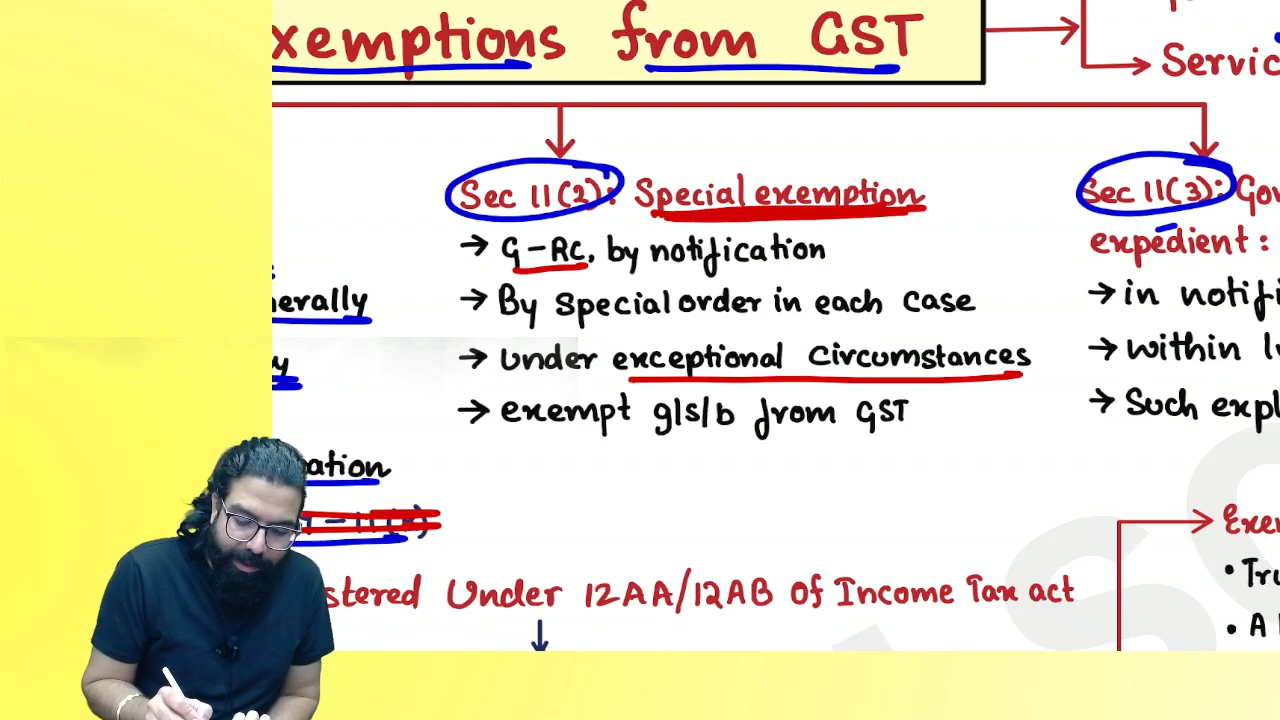 xemptions from GST
Servic
Sec 11(2): Special exemption
→ G-RC, by notification
→ By Special order in each Case
→ Under exceptional Circumstances
→ exempt g/s/b from GST
Sec 11(3): Gov
expedient:
→ in notifi
→ within
→ Such expl
nerally
y
ation
stered Under 12AA/12AB Of Income Tax act
Exem
• Tru
• A